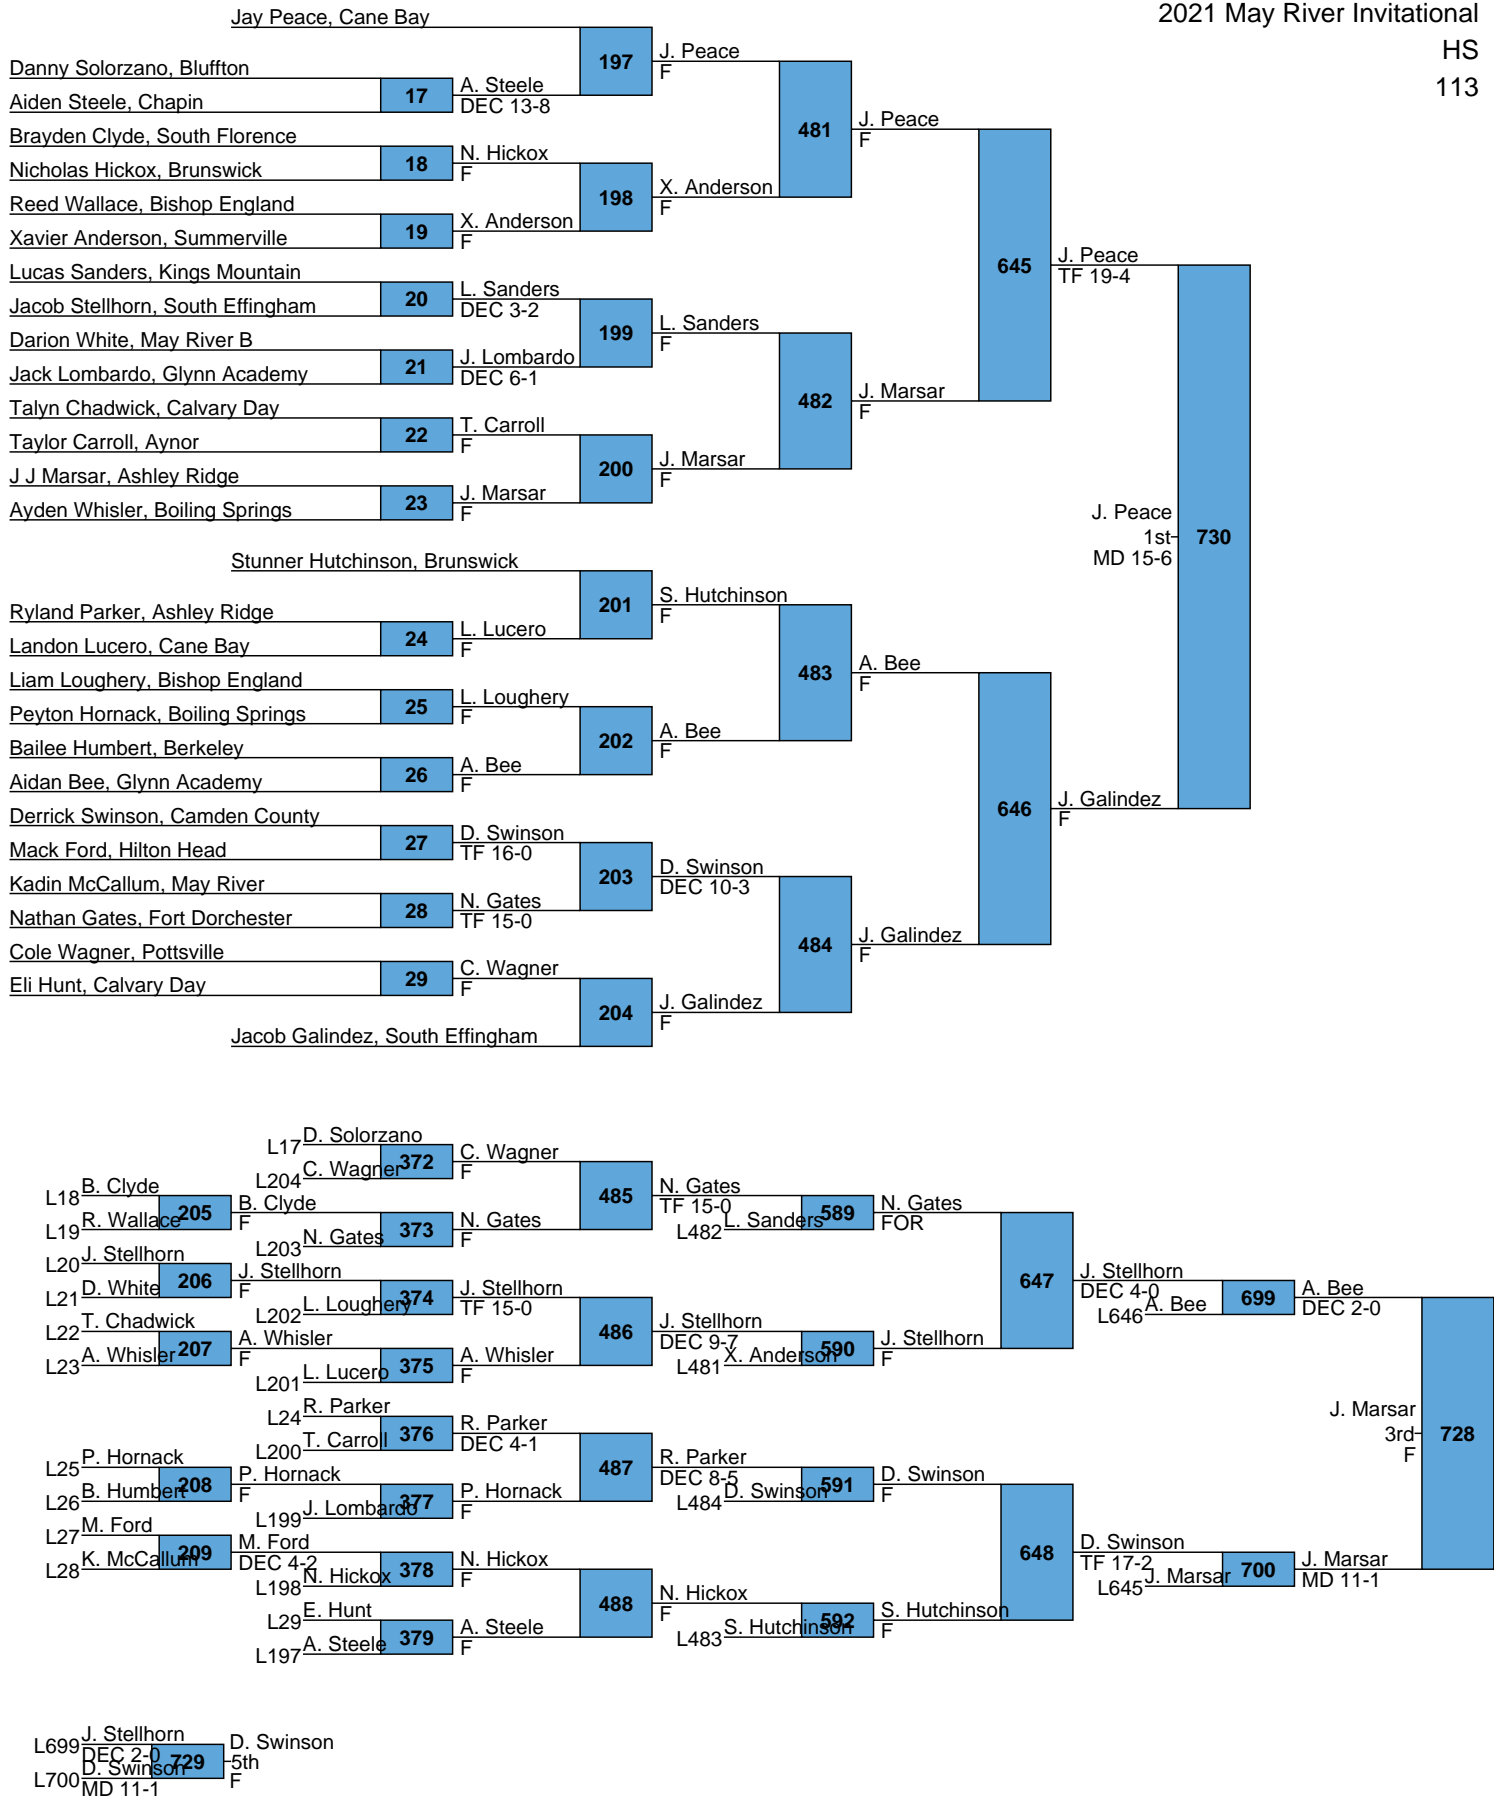 2021 May River Invitational
HS
113
Jay Peace, Cane Bay
Danny Solorzano, Bluffton
Aiden Steele, Chapin
Brayden Clyde, South Florence
Nicholas Hickox, Brunswick
Reed Wallace, Bishop England
Xavier Anderson, Summerville
Lucas Sanders, Kings Mountain
Jacob Stellhorn, South Effingham
Darion White, May River B
Jack Lombardo, Glynn Academy
Talyn Chadwick, Calvary Day
Taylor Carroll, Aynor
J J Marsar, Ashley Ridge
Ayden Whisler, Boiling Springs
Stunner Hutchinson, Brunswick
Ryland Parker, Ashley Ridge
Landon Lucero, Cane Bay
Liam Loughery, Bishop England
Peyton Hornack, Boiling Springs
Bailee Humbert, Berkeley
Aidan Bee, Glynn Academy
Derrick Swinson, Camden County
Mack Ford, Hilton Head
Kadin McCallum, May River
Nathan Gates, Fort Dorchester
Cole Wagner, Pottsville
Eli Hunt, Calvary Day
Jacob Galindez, South Effingham
17
A. Steele
DEC 13-8
18
N. Hickox
F
19
X. Anderson
F
20
L. Sanders
DEC 3-2
21
J. Lombardo
DEC 6-1
22
T. Carroll
F
23
J. Marsar
F
24
L. Lucero
F
25
L. Loughery
F
26
A. Bee
F
27
D. Swinson
TF 16-0
28
N. Gates
TF 15-0
29
C. Wagner
F
197
J. Peace
F
198
X. Anderson
F
199
L. Sanders
F
200
J. Marsar
F
201
S. Hutchinson
F
202
A. Bee
F
203
D. Swinson
DEC 10-3
204
J. Galindez
F
481
J. Peace
F
482
J. Marsar
F
483
A. Bee
F
484
J. Galindez
F
645
J. Peace
TF 19-4
646
J. Galindez
F
J. Peace
1st
MD 15-6
730
L18 B. Clyde
L19 R. Wallace
205
B. Clyde
F
L20 J. Stellhorn
L21 D. White
206
J. Stellhorn
F
L22 T. Chadwick
L23 A. Whisler
207
A. Whisler
F
L25 P. Hornack
L26 B. Humbert
208
P. Hornack
F
L27 M. Ford
L28 K. McCallum
209
M. Ford
DEC 4-2
L17 D. Solorzano
L204 C. Wagner
372
C. Wagner
F
L203 N. Gates
373
N. Gates
F
L202 L. Loughery
374
J. Stellhorn
TF 15-0
L201 L. Lucero
375
A. Whisler
F
L24 R. Parker
L200 T. Carroll
376
R. Parker
DEC 4-1
L199 J. Lombardo
377
P. Hornack
F
L198 N. Hickox
378
N. Hickox
F
L29 E. Hunt
L197 A. Steele
379
A. Steele
F
485
N. Gates
TF 15-0
486
J. Stellhorn
DEC 9-7
487
R. Parker
DEC 8-5
488
N. Hickox
F
L482 L. Sanders
589
N. Gates
FOR
L481 X. Anderson
590
J. Stellhorn
F
L484 D. Swinson
591
D. Swinson
F
L483 S. Hutchinson
592
S. Hutchinson
F
647
J. Stellhorn
DEC 4-0
648
D. Swinson
TF 17-2
L646 A. Bee
699
A. Bee
DEC 2-0
L645 J. Marsar
700
J. Marsar
MD 11-1
J. Marsar
3rd
F
728
L699 J. Stellhorn
DEC 2-0
L700 D. Swinson
MD 11-1
729
D. Swinson
5th
F